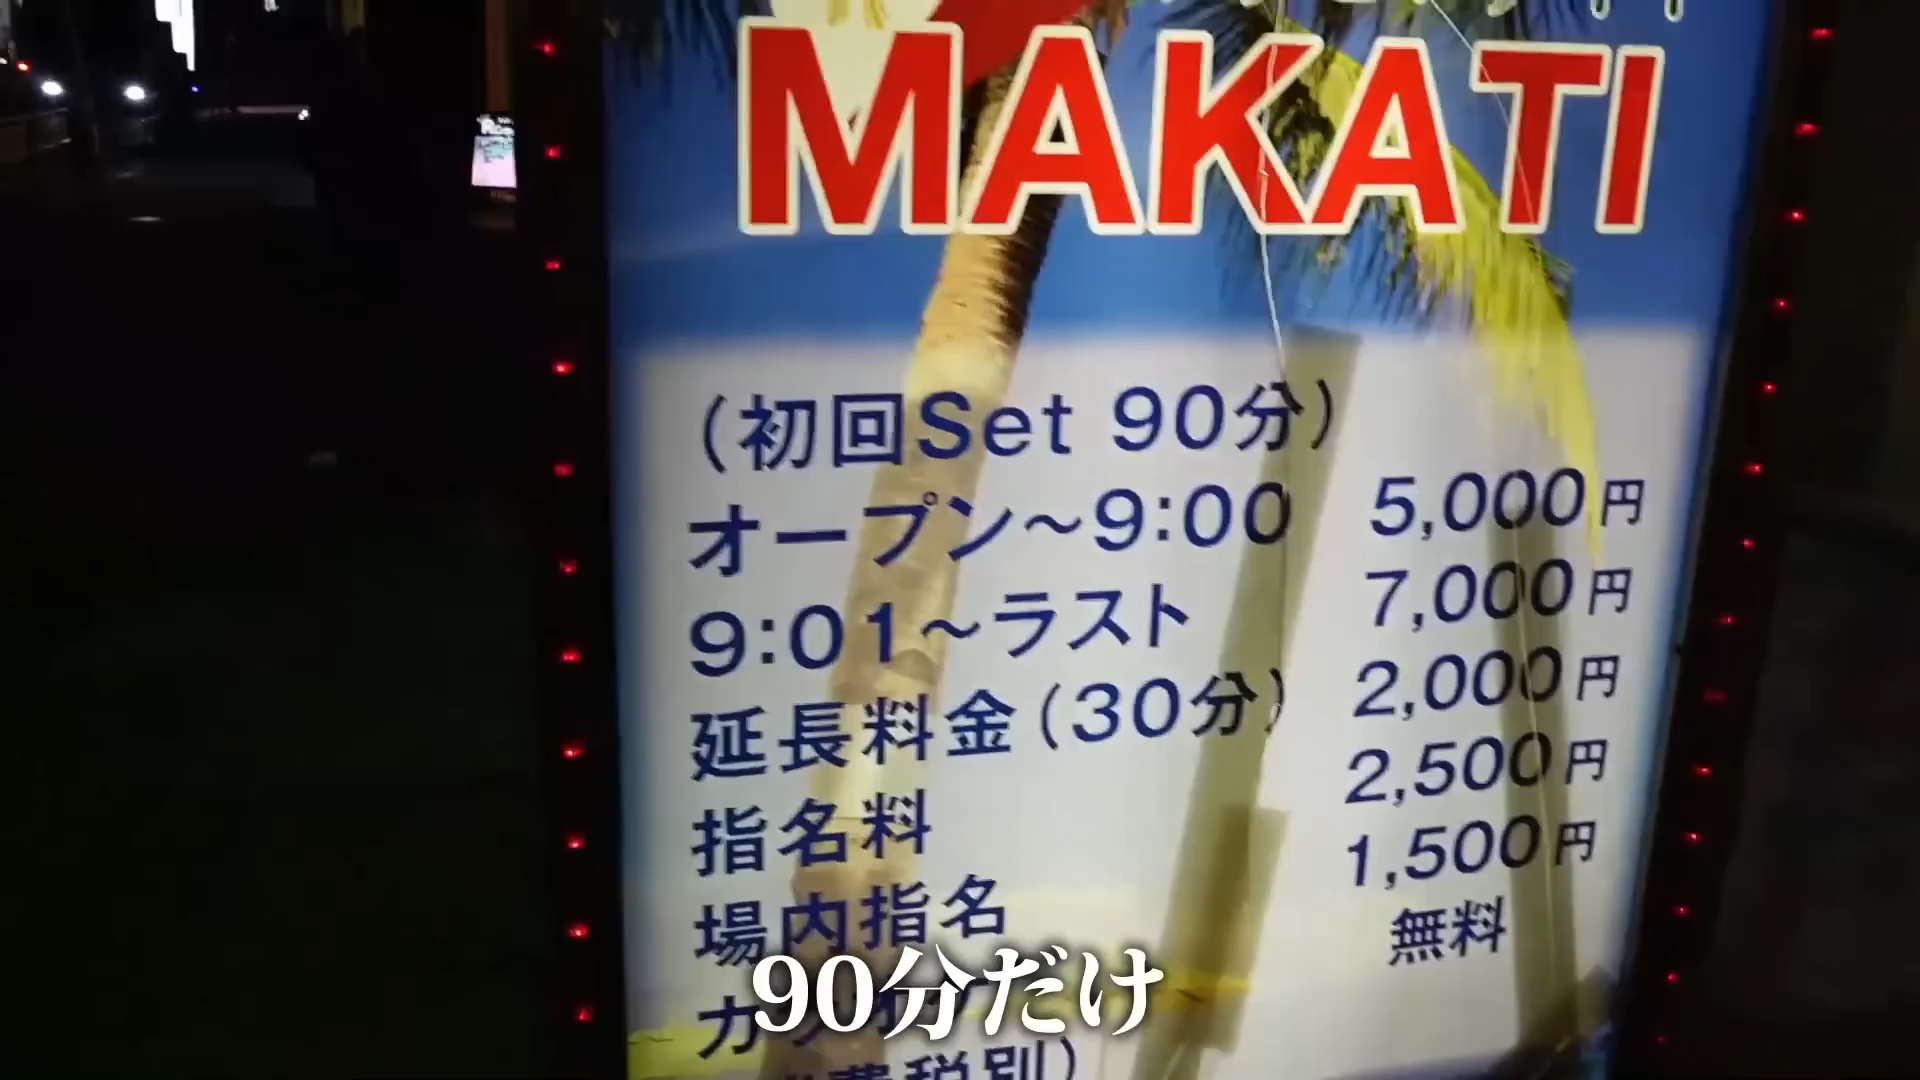 MAKATI
(初回Set 90分)
オープン~9:00 5,000円
9:01~ラスト 7,000円
延長料金(30分) 2,000円
指名料 2,500円
場内指名 1,500円
無料
90分だけ
費税別)